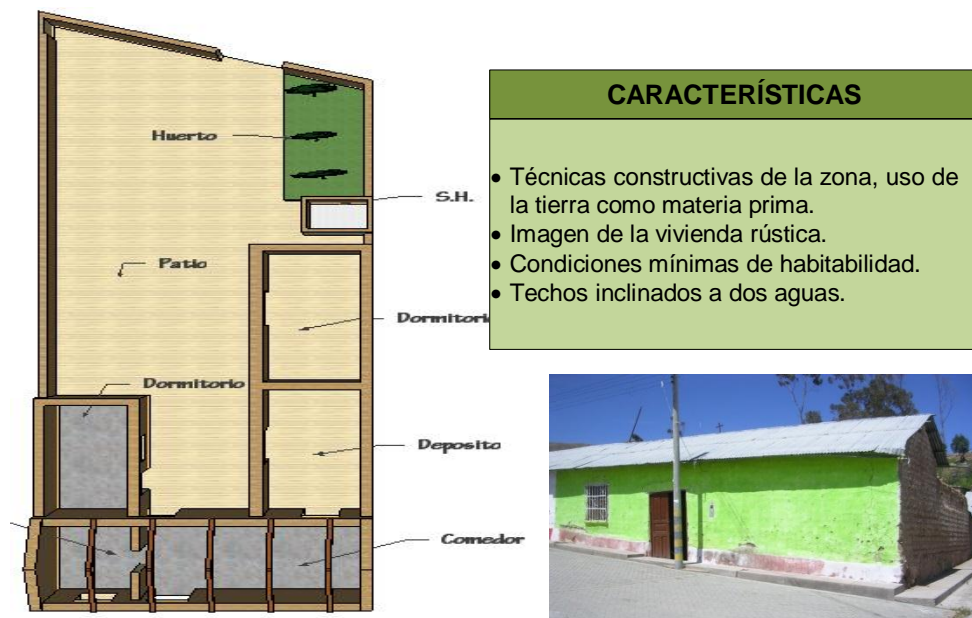 Huerto
S.H.
Patio
Dormitorio
Dormitorio
Deposito
Comedor
CARACTERÍSTICAS
• Técnicas constructivas de la zona, uso de
la tierra como materia prima.
• Imagen de la vivienda rústica.
• Condiciones mínimas de habitabilidad.
• Techos inclinados a dos aguas.